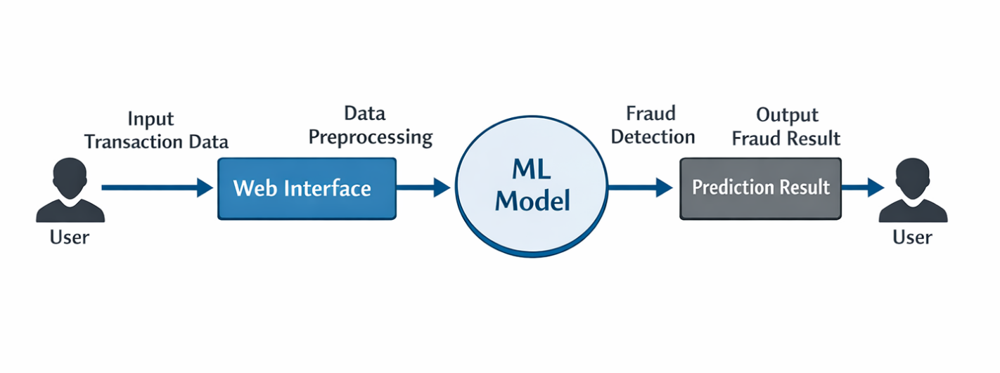 Input
Transaction Data
User
Web Interface
Data
Preprocessing
ML
Model
Fraud
Detection
Prediction Result
Output
Fraud Result
User